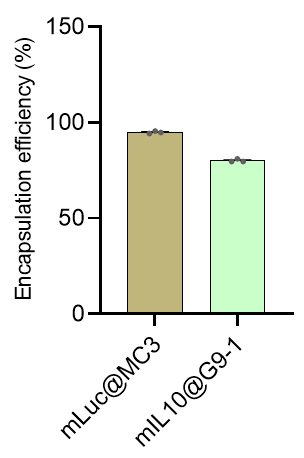 Encapsulation efficiency (%)
150
100
50
0
mLuc@MC3
mIL10@G9-1